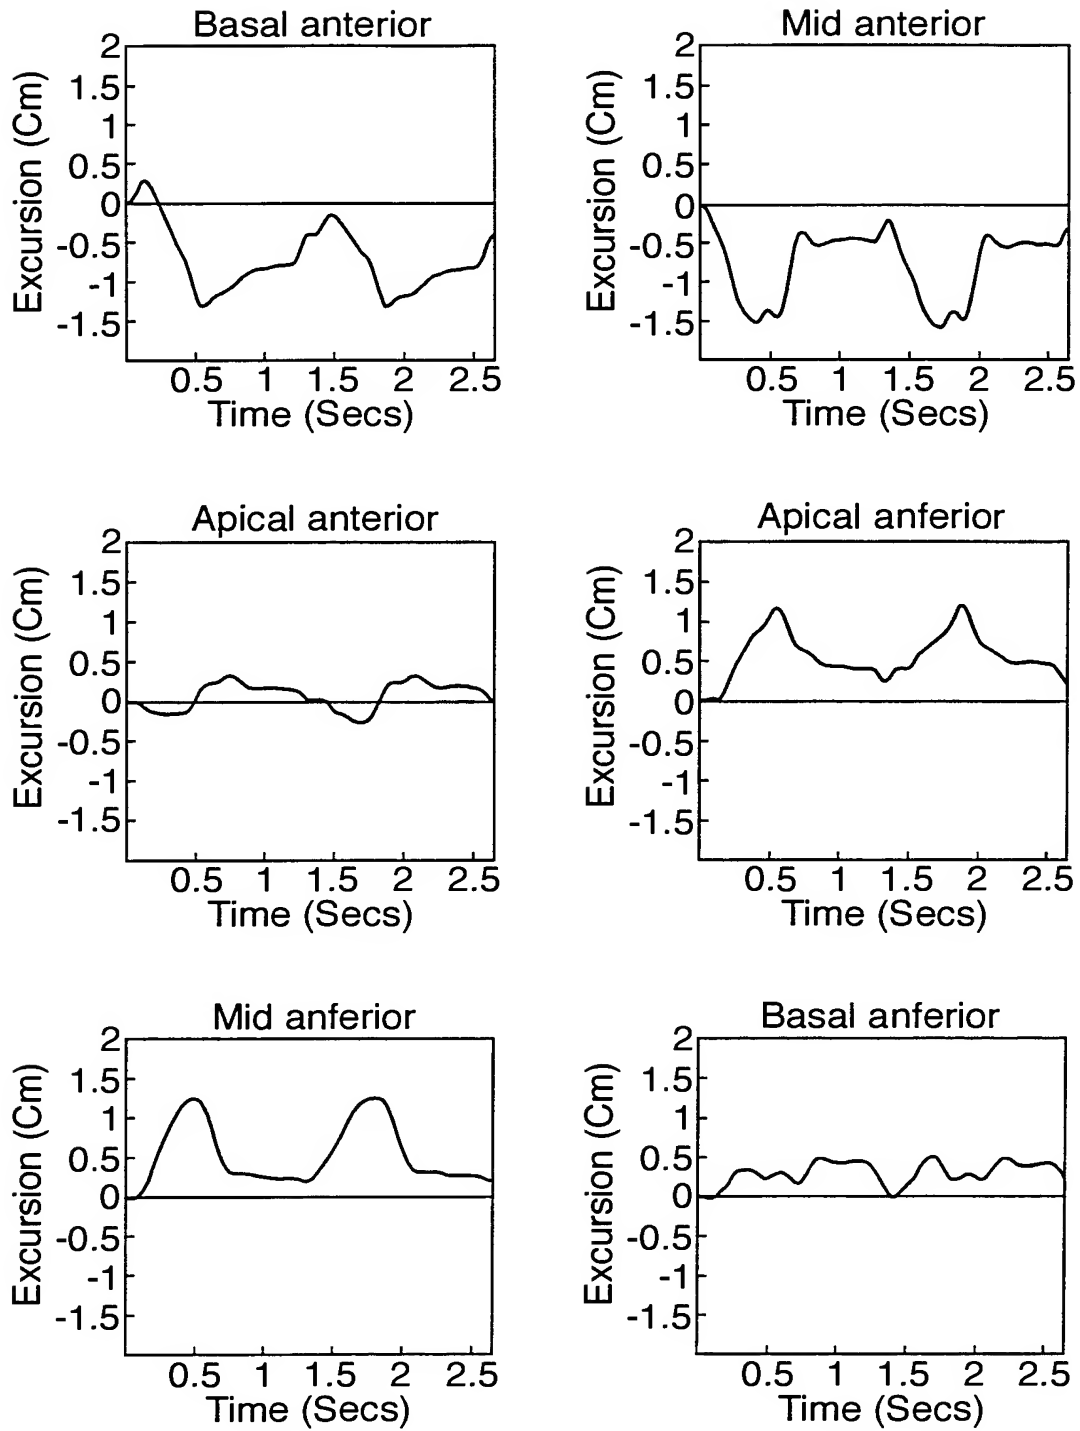 Basal anterior
2
1.5
1
0.5
0
-0.5
-1
-1.5
Excursion (Cm)
0.5 1 1.5 2 2.5
Time (Secs)
Mid anterior
2
1.5
1
0.5
0
-0.5
-1
-1.5
Excursion (Cm)
0.5 1 1.5 2 2.5
Time (Secs)
Apical anterior
2
1.5
1
0.5
0
-0.5
-1
-1.5
Excursion (Cm)
0.5 1 1.5 2 2.5
Time (Secs)
Apical anferior
2
1.5
1
0.5
0
-0.5
-1
-1.5
Excursion (Cm)
0.5 1 1.5 2 2.5
Time (Secs)
Mid anferior
2
1.5
1
0.5
0
-0.5
-1
-1.5
Excursion (Cm)
0.5 1 1.5 2 2.5
Time (Secs)
Basal anferior
2
1.5
1
0.5
0
-0.5
-1
-1.5
Excursion (Cm)
0.5 1 1.5 2 2.5
Time (Secs)